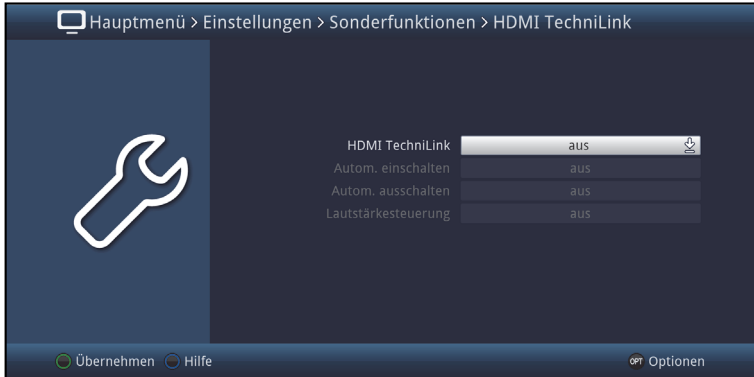 Hauptmenü > Einstellungen > Sonderfunktionen > HDMI TechniLink
HDMI TechniLink aus
Autom. einschalten aus
Autom. ausschalten aus
Lautstärkesteuerung aus
Übernehmen Hilfe OPT Optionen